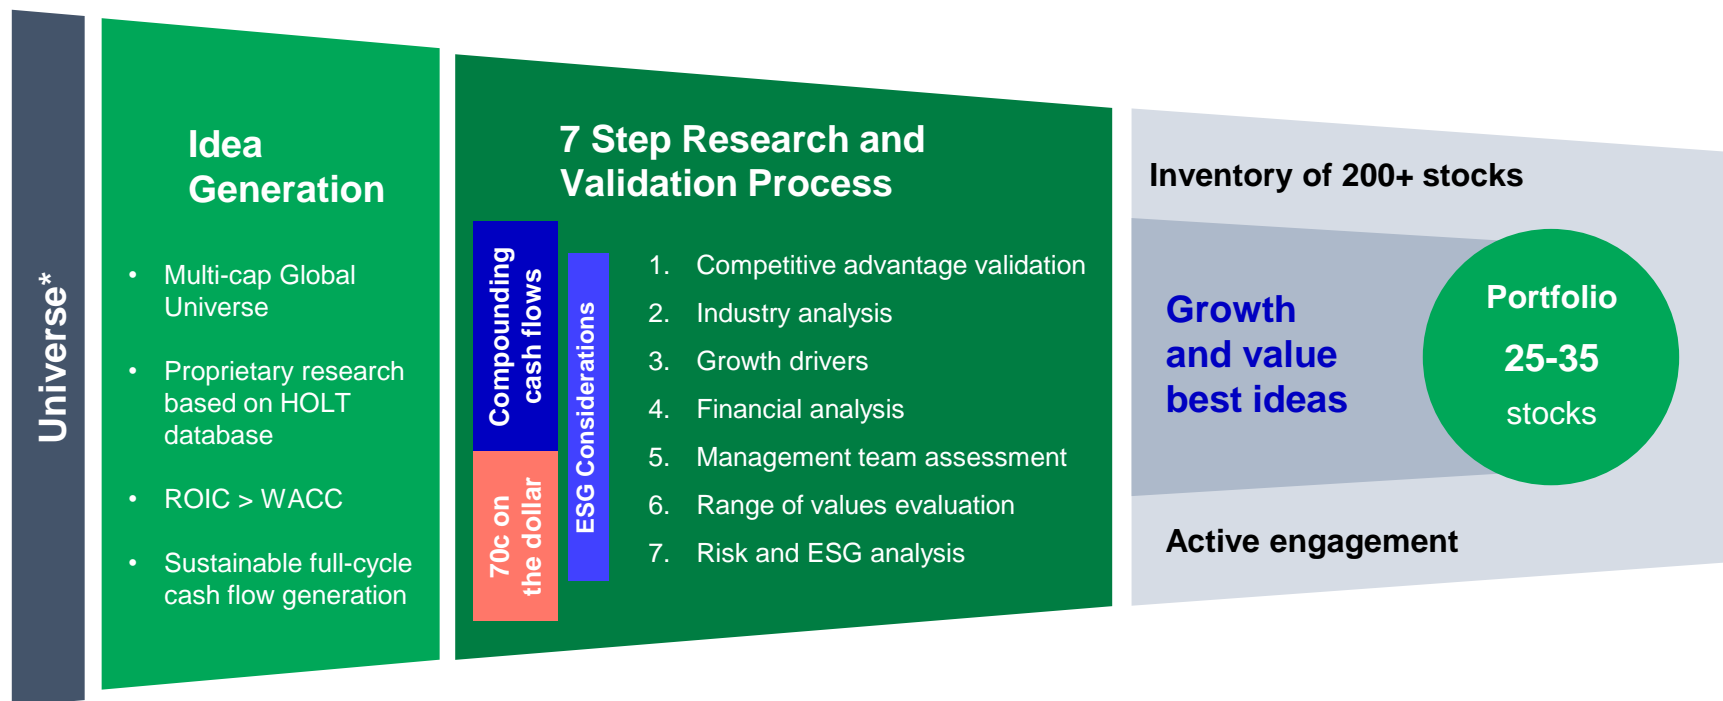 Universe*
Idea
Generation
• Multi-cap Global
Universe
• Proprietary research
based on HOLT
database
• ROIC > WACC
• Sustainable full-cycle
cash flow generation
7 Step Research and
Validation Process
Compounding
cash flows
70c on
the dollar
ESG Considerations
1. Competitive advantage validation
2. Industry analysis
3. Growth drivers
4. Financial analysis
5. Management team assessment
6. Range of values evaluation
7. Risk and ESG analysis
Inventory of 200+ stocks
Growth
and value
best ideas
Portfolio
25-35
stocks
Active engagement